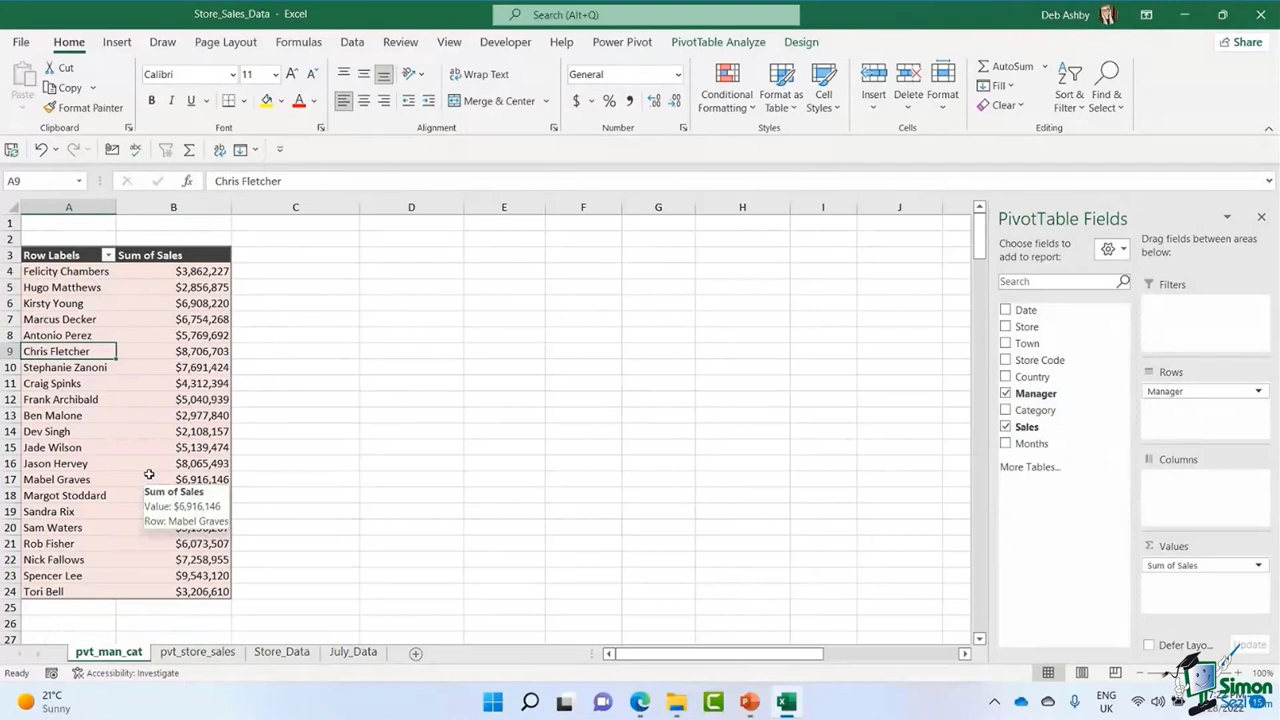 Store_Sales_Data - Excel
Search (Alt+Q)
Deb Ashby
File Home Insert Draw Page Layout Formulas Data Review View Developer Help Power Pivot PivotTable Analyze Design Share
Paste
Cut
Copy
Format Painter
Clipboard
Calibri 11
B I U
Font
Wrap Text
Merge & Center
Alignment
General
$ % ,
Number
Conditional Formatting
Format as Table
Cell Styles
Styles
Insert Delete Format
Cells
AutoSum
Fill
Clear
Sort & Filter
Find & Select
Editing
A9 fx Chris Fletcher
A B C D E F G H I J
1
2
3 Row Labels Sum of Sales
4 Felicity Chambers $3,862,227
5 Hugo Matthews $2,856,875
6 Kirsty Young $6,908,220
7 Marcus Decker $6,754,268
8 Antonio Perez $5,769,692
9 Chris Fletcher $8,706,703
10 Stephanie Zanoni $7,691,424
11 Craig Spinks $4,312,394
12 Frank Archibald $5,040,939
13 Ben Malone $2,977,840
14 Dev Singh $2,108,157
15 Jade Wilson $5,139,474
16 Jason Hervey $8,065,493
17 Mabel Graves $6,916,146
18 Margot Stoddard
19 Sandra Rix
20 Sam Waters
21 Rob Fisher $6,073,507
22 Nick Fallows $7,258,955
23 Spencer Lee $9,543,120
24 Tori Bell $3,206,610
25
26
27
Sum of Sales
Value: $6,916,146
Row: Mabel Graves
PivotTable Fields
Choose fields to add to report:
Search
Date
Store
Town
Store Code
Country
Manager
Category
Sales
Months
More Tables...
Drag fields between areas below:
Filters
Rows
Manager
Columns
Σ Values
Sum of Sales
Defer Layo... Update
pvt_man_cat pvt_store_sales Store_Data July_Data
Ready Accessibility: Investigate 100%
21°C
Sunny
ENG
UK
Simon Sez IT